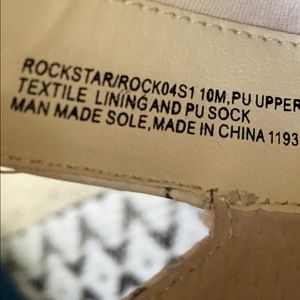 ROCKSTAR/ROCK04S1 10M,PU UPPER
TEXTILE LINING AND PU SOCK
MAN MADE SOLE,MADE IN CHINA 1193